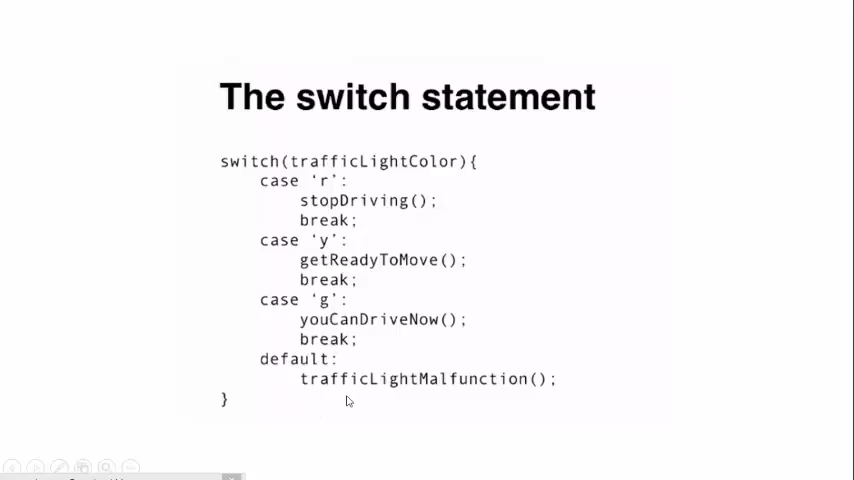 The switch statement
switch(trafficLightColor){
case ‘r’:
stopDriving();
break;
case ‘y’:
getReadyToMove();
break;
case ‘g’:
youCanDriveNow();
break;
default:
trafficLightMalfunction();
}